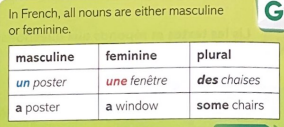 In French, all nouns are either masculine
or feminine.
G
masculine feminine plural
un poster une fenêtre des chaises
a poster a window some chairs